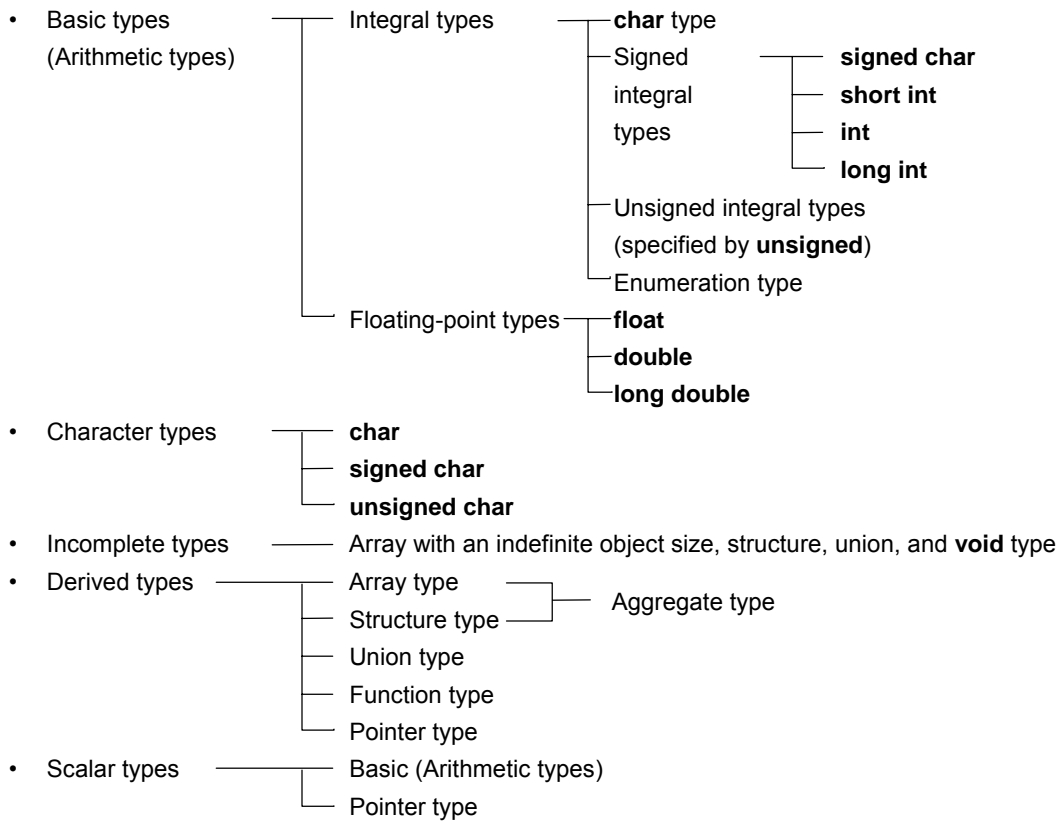 • Basic types Integral types char type
(Arithmetic types) Signed signed char
integral short int
types int
long int
Unsigned integral types
(specified by unsigned)
Enumeration type
Floating-point types float
double
long double
• Character types char
signed char
unsigned char
• Incomplete types Array with an indefinite object size, structure, union, and void type
• Derived types Array type
Aggregate type
Structure type
Union type
Function type
Pointer type
• Scalar types Basic (Arithmetic types)
Pointer type